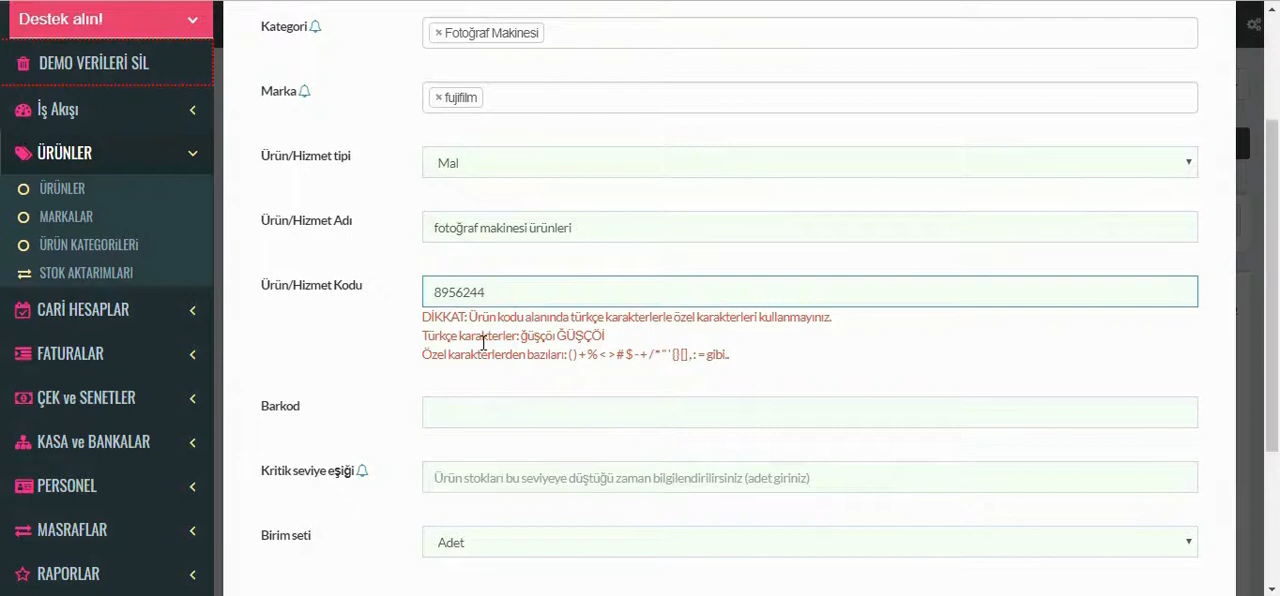 Destek alın!
DEMO VERİLERİ SİL
İş Akışı
ÜRÜNLER
ÜRÜNLER
MARKALAR
ÜRÜN KATEGORiLERi
STOK AKTARIMLARI
CARİ HESAPLAR
FATURALAR
ÇEK ve SENETLER
KASA ve BANKALAR
PERSONEL
MASRAFLAR
RAPORLAR
Kategori
× Fotoğraf Makinesi
Marka
× fujifilm
Ürün/Hizmet tipi
Mal
Ürün/Hizmet Adı
fotoğraf makinesi ürünleri
Ürün/Hizmet Kodu
8956244
DİKKAT: Ürün kodu alanında türkçe karakterlerle özel karakterleri kullanmayınız.
Türkçe karakterler: ğüşçöı ĞÜŞÇÖİ
Özel karakterlerden bazıları: ( ) + % < > # $ - + / * " ' {} [] , : = gibi..
Barkod
Kritik seviye eşiği
Ürün stokları bu seviyeye düştüğü zaman bilgilendirilirsiniz (adet giriniz)
Birim seti
Adet